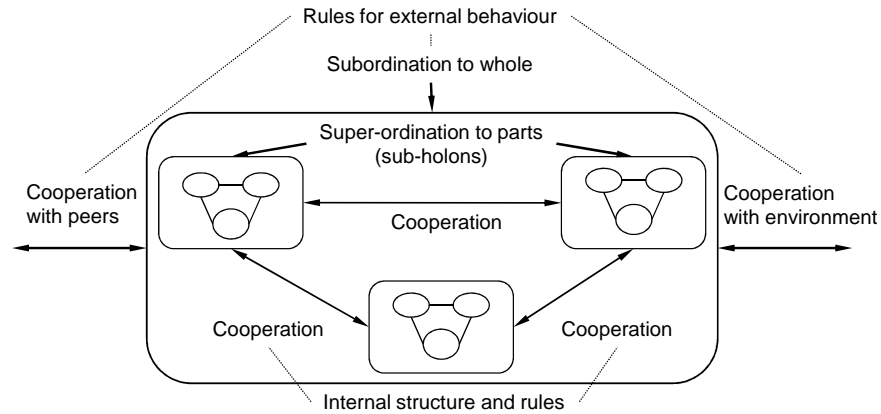 Rules for external behaviour
Subordination to whole
Super-ordination to parts
(sub-holons)
Cooperation
with peers
Cooperation
Cooperation
with environment
Cooperation
Cooperation
Internal structure and rules